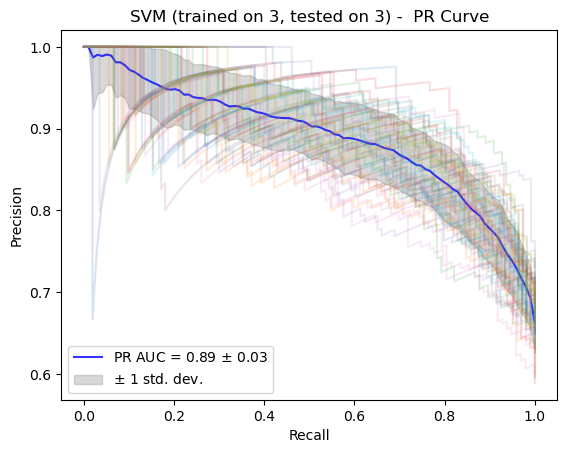 SVM (trained on 3, tested on 3) -  PR Curve
Precision
1.0
0.9
0.8
0.7
0.6
PR AUC = 0.89 ± 0.03
± 1 std. dev.
0.0 0.2 0.4 0.6 0.8 1.0
Recall